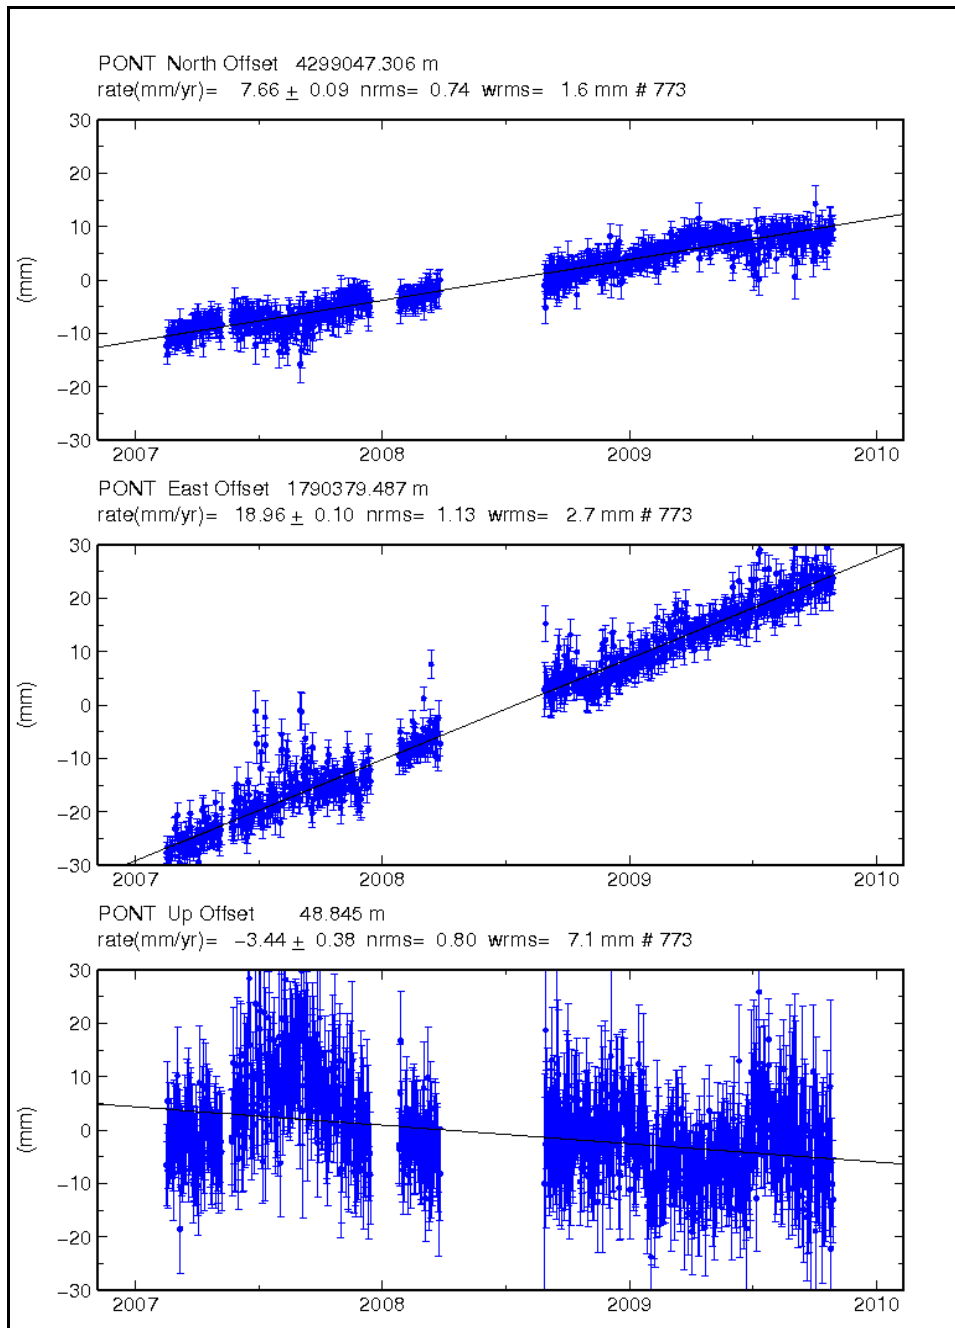 PONT North Offset 4299047.306 m
rate(mm/yr)= 7.66 ± 0.09 nrms= 0.74 wrms= 1.6 mm # 773
30
20
10
0
−10
−20
−30
(mm)
2007 2008 2009 2010
PONT East Offset 1790379.487 m
rate(mm/yr)= 18.96 ± 0.10 nrms= 1.13 wrms= 2.7 mm # 773
30
20
10
0
−10
−20
−30
(mm)
2007 2008 2009 2010
PONT Up Offset 48.845 m
rate(mm/yr)= −3.44 ± 0.38 nrms= 0.80 wrms= 7.1 mm # 773
30
20
10
0
−10
−20
−30
(mm)
2007 2008 2009 2010